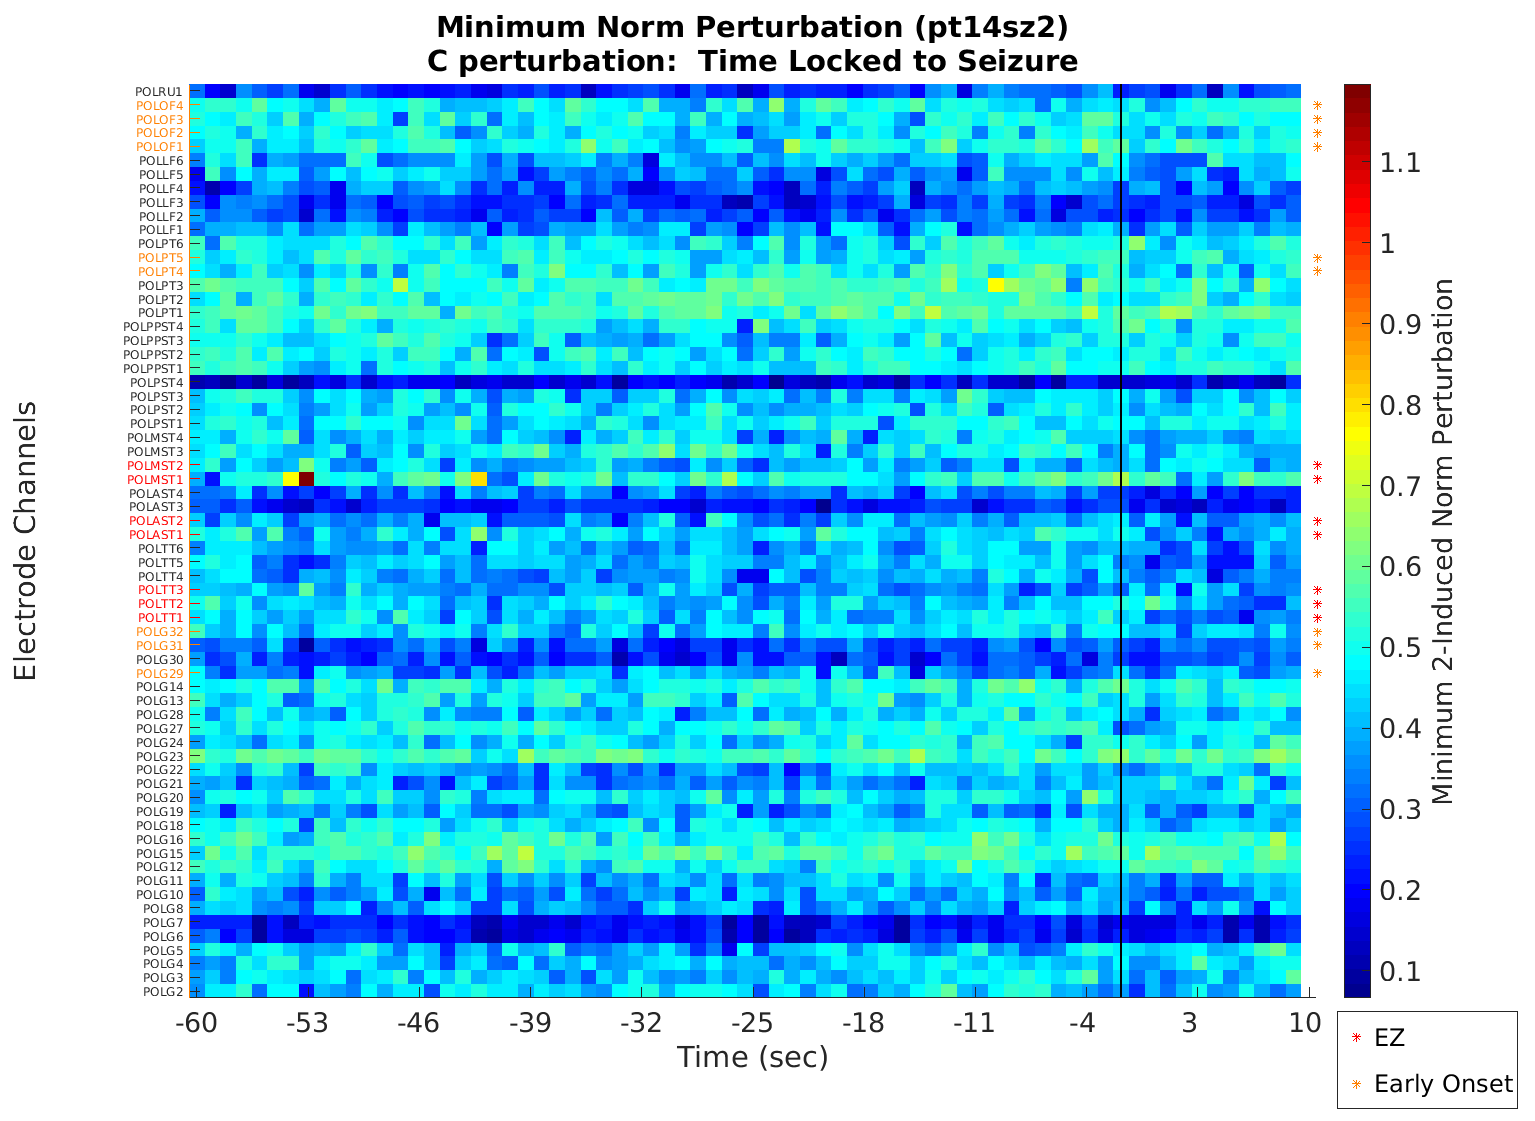 Minimum Norm Perturbation (pt14sz2)
C perturbation:  Time Locked to Seizure
Electrode Channels
POLRU1
POLOF4
POLOF3
POLOF2
POLOF1
POLLF6
POLLF5
POLLF4
POLLF3
POLLF2
POLLF1
POLPT6
POLPT5
POLPT4
POLPT3
POLPT2
POLPT1
POLPPST4
POLPPST3
POLPPST2
POLPPST1
POLPST4
POLPST3
POLPST2
POLPST1
POLMST4
POLMST3
POLMST2
POLMST1
POLAST4
POLAST3
POLAST2
POLAST1
POLTT6
POLTT5
POLTT4
POLTT3
POLTT2
POLTT1
POLG32
POLG31
POLG30
POLG29
POLG14
POLG13
POLG28
POLG27
POLG24
POLG23
POLG22
POLG21
POLG20
POLG19
POLG18
POLG16
POLG15
POLG12
POLG11
POLG10
POLG8
POLG7
POLG6
POLG5
POLG4
POLG3
POLG2
-60 -53 -46 -39 -32 -25 -18 -11 -4 3 10
Time (sec)
1.1
1
0.9
0.8
0.7
0.6
0.5
0.4
0.3
0.2
0.1
Minimum 2-Induced Norm Perturbation
EZ
Early Onset